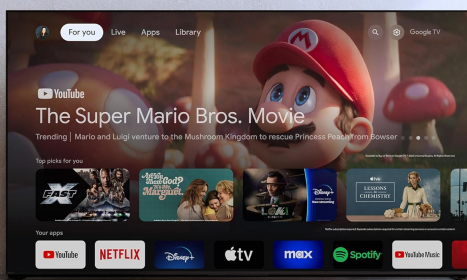 For you Live Apps Library Google TV
YouTube
The Super Mario Bros. Movie
Trending | Mario and Luigi venture to the Mushroom Kingdom to rescue Princess Peach from Bowser
Top picks for you
FAST
Are You There God?
It's Me,
Margaret.
LOKI
Disney+
tv
LESSONS
IN
CHEMISTRY
Your apps
YouTube NETFLIX Disney+ tv max Spotify YouTube Music